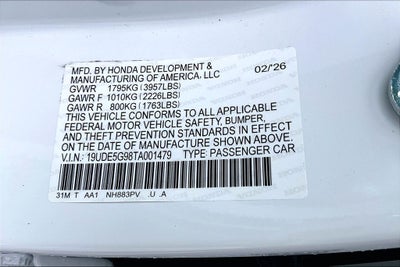 MFD. BY HONDA DEVELOPMENT & 02/'26
MANUFACTURING OF AMERICA, LLC
GVWR 1795KG(3957LBS)
GAWR F 1010KG(2226LBS)
GAWR R 800KG(1763LBS)
THIS VEHICLE CONFORMS TO ALL APPLICABLE
FEDERAL MOTOR VEHICLE SAFETY, BUMPER,
AND THEFT PREVENTION STANDARDS IN EFFECT
ON THE DATE OF MANUFACTURE SHOWN ABOVE.
V.I.N.: 19UDE5G98TA001479 TYPE: PASSENGER CAR
31M T AA1 NH883PV .U .A